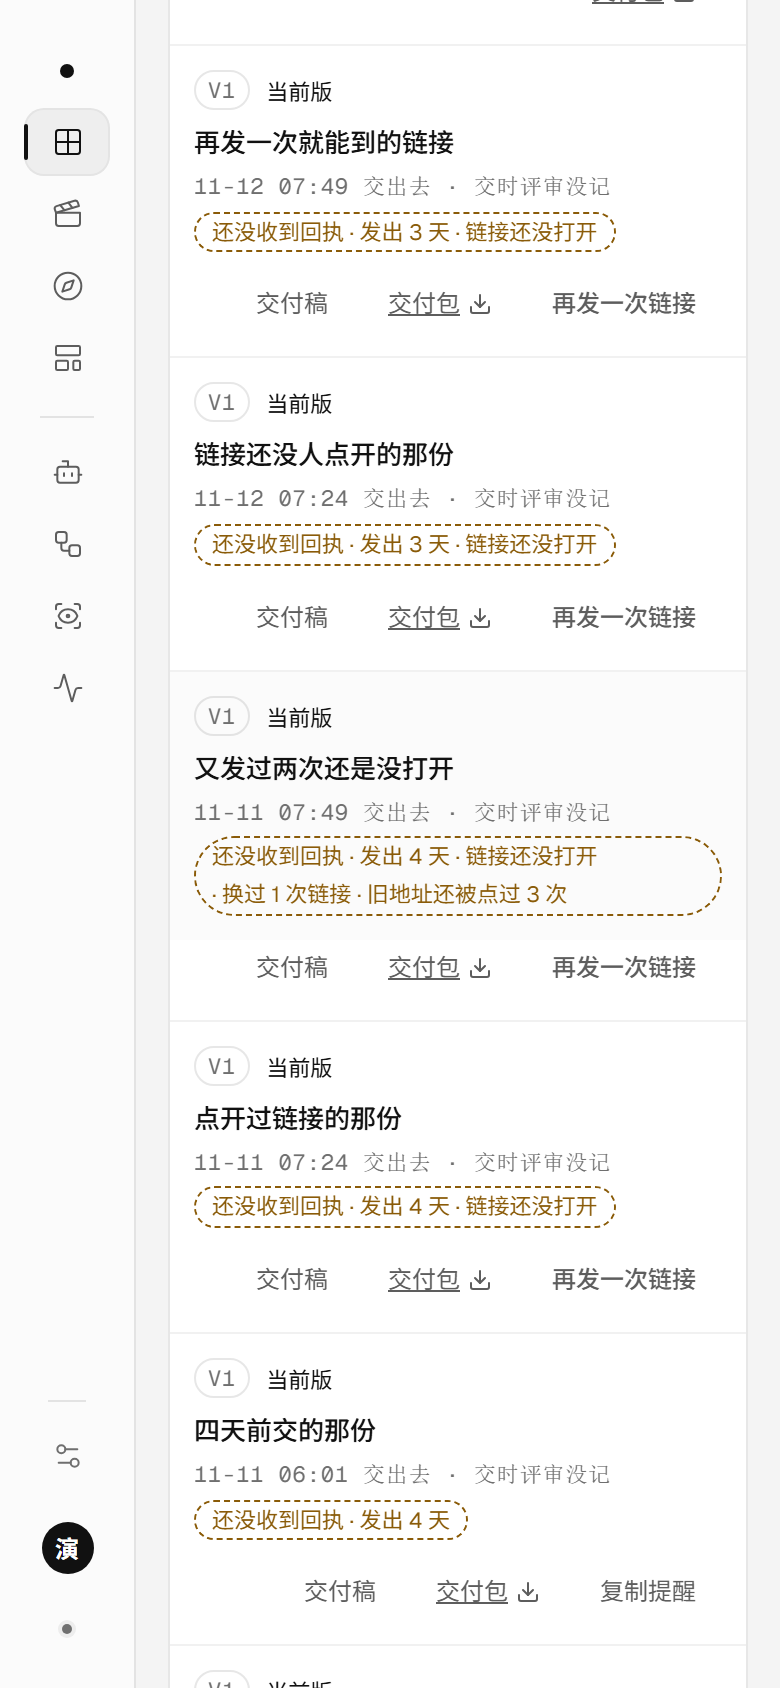 V1 当前版
再发一次就能到的链接
11-12 07:49 交出去 · 交时评审没记
还没收到回执 · 发出 3 天 · 链接还没打开
交付稿 交付包 再发一次链接
V1 当前版
链接还没人点开的那份
11-12 07:24 交出去 · 交时评审没记
还没收到回执 · 发出 3 天 · 链接还没打开
交付稿 交付包 再发一次链接
V1 当前版
又发过两次还是没打开
11-11 07:49 交出去 · 交时评审没记
还没收到回执 · 发出 4 天 · 链接还没打开
· 换过 1 次链接 · 旧地址还被点过 3 次
交付稿 交付包 再发一次链接
V1 当前版
点开过链接的那份
11-11 07:24 交出去 · 交时评审没记
还没收到回执 · 发出 4 天 · 链接还没打开
交付稿 交付包 再发一次链接
V1 当前版
四天前交的那份
11-11 06:01 交出去 · 交时评审没记
还没收到回执 · 发出 4 天
演
交付稿 交付包 复制提醒
V1 当前版